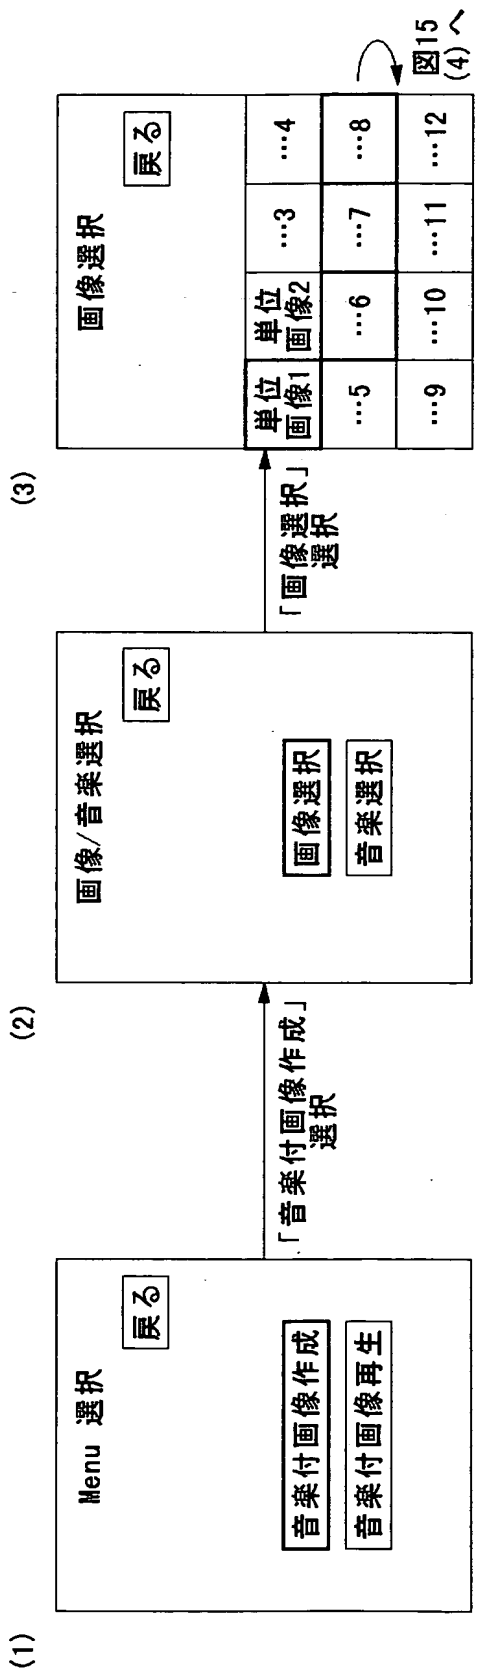 (1)
Menu 選択
戻る
音楽付画像作成
音楽付画像再生
「音楽付画像作成」
選択
(2)
画像/音楽選択
戻る
画像選択
音楽選択
「画像選択」
選択
(3)
画像選択
戻る
単位
画像1
単位
画像2
…3
…4
…5
…6
…7
…8
…9
…10
…11
…12
図15
(4)へ